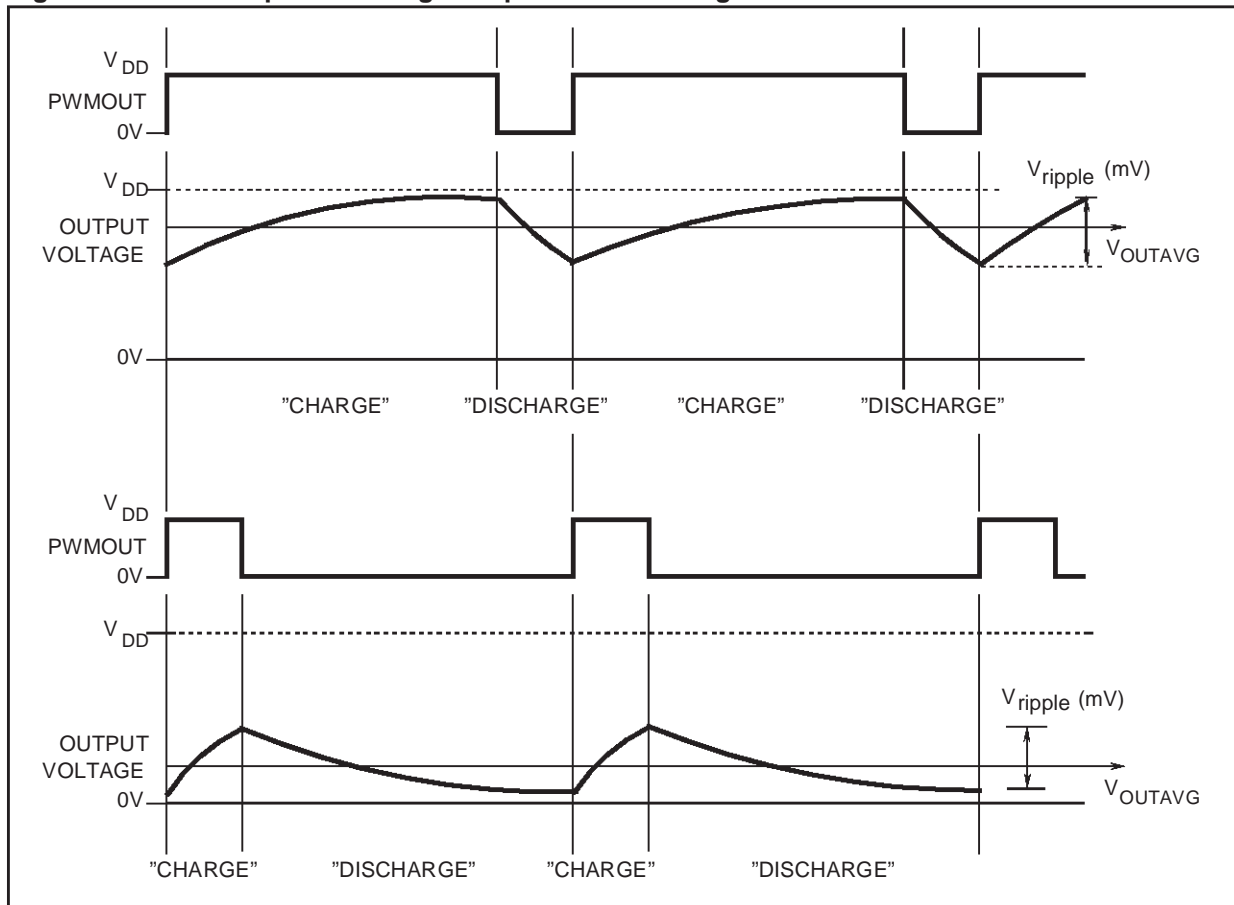 V DD
PWMOUT
0V
V DD
V ripple (mV)
OUTPUT
VOLTAGE
V OUTAVG
0V
"CHARGE" "DISCHARGE" "CHARGE" "DISCHARGE"
V DD
PWMOUT
0V
V DD
V ripple (mV)
OUTPUT
VOLTAGE
0V
V OUTAVG
"CHARGE" "DISCHARGE" "CHARGE" "DISCHARGE"